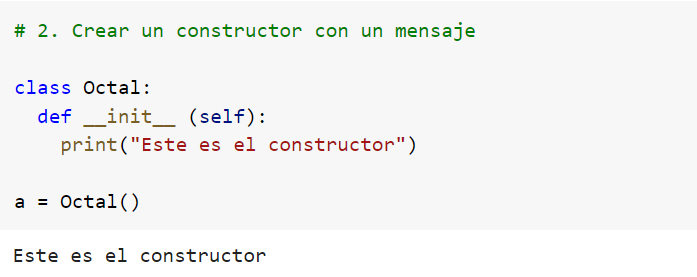 # 2. Crear un constructor con un mensaje
class Octal:
  def __init__ (self):
    print("Este es el constructor")
a = Octal()
Este es el constructor